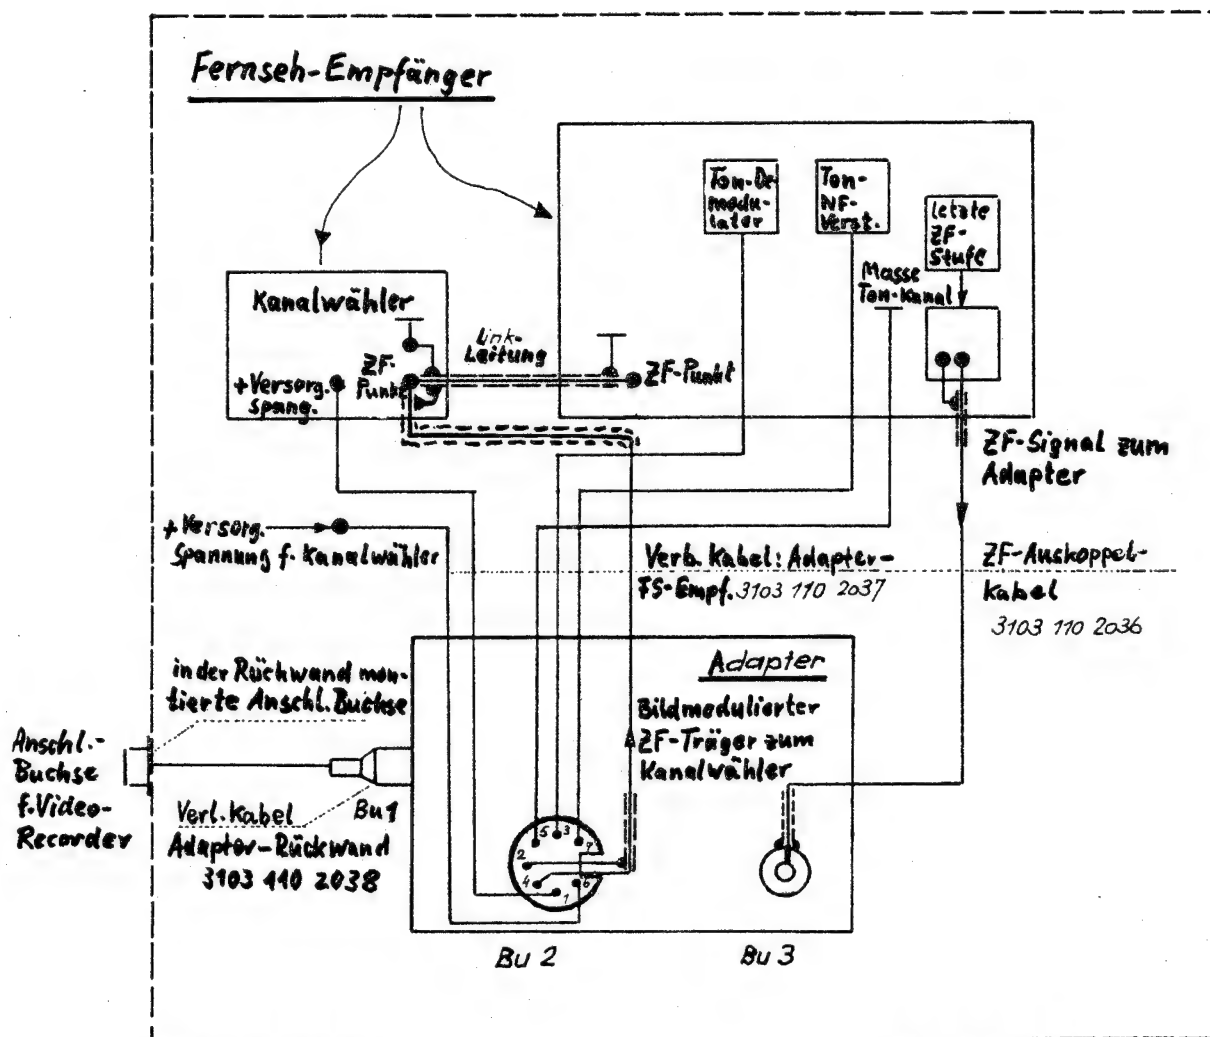 Fernseh-Empfänger
Ton-De-
modu-
lator
Ton-
NF-
Verst.
letzte
ZF-
Stufe
Masse
Ton-Kanal
Kanalwähler
Link-
Leitung
ZF-
Punkt
ZF-Punkt
+Versorg.
Spang.
ZF-Signal zum
Adapter
+Versorg.
Spannung f. Kanalwähler
Verb. Kabel: Adapter-
FS-Empf. 3103 110 2037
ZF-Auskoppel-
kabel
3103 110 2036
in der Rückwand mon-
tierte Anschl. Buchse
Adapter
Bildmodulierter
ZF-Träger zum
Kanalwähler
Anschl.-
Buchse
f. Video-
Recorder
Verl. Kabel
Bu 1
Adapter-Rückwand
3103 110 2038
5 3 7
2
4 6
1
Bu 2
Bu 3